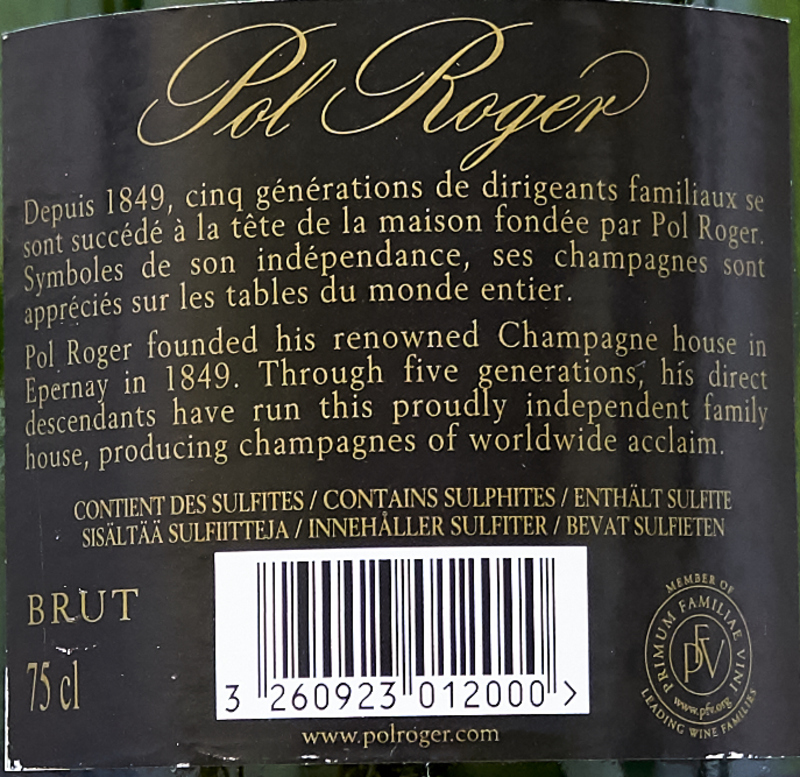 Pol Roger
Depuis 1849, cinq générations de dirigeants familiaux se
sont succédé à la tête de la maison fondée par Pol Roger.
Symboles de son indépendance, ses champagnes sont
appréciés sur les tables du monde entier.
Pol Roger founded his renowned Champagne house in
Epernay in 1849. Through five generations, his direct
descendants have run this proudly independent family
house, producing champagnes of worldwide acclaim.
CONTIENT DES SULFITES / CONTAINS SULPHITES / ENTHÄLT SULFITE
SISÄLTÄÄ SULFIITTEJA / INNEHÅLLER SULFITER / BEVAT SULFIETEN
BRUT
75 cl
3 260923 012000 >
www.polroger.com
MEMBER OF
PRIMUM FAMILIAE VINI
PFV
www.pfv.org
LEADING WINE FAMILIES